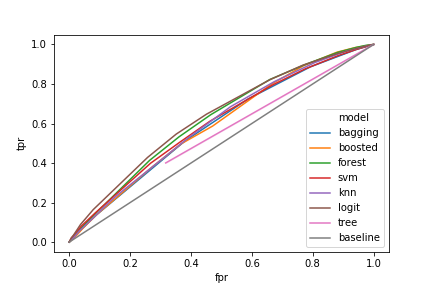 1.0
0.8
0.6
0.4
0.2
0.0
tpr
model
bagging
boosted
forest
svm
knn
logit
tree
baseline
0.0 0.2 0.4 0.6 0.8 1.0
fpr